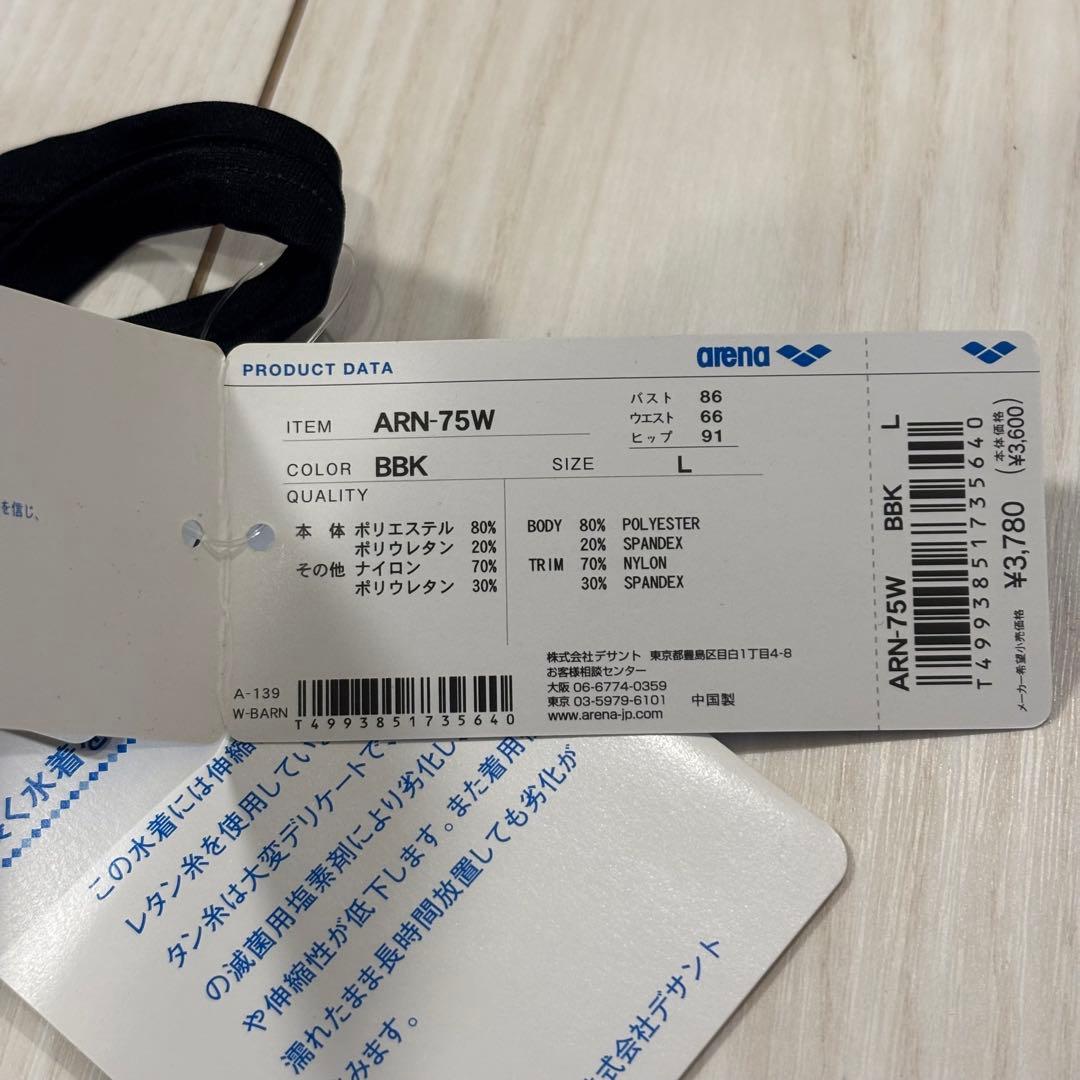 PRODUCT DATA
arena
ITEM ARN-75W
バスト 86
ウエスト 66
ヒップ 91
COLOR BBK
SIZE L
QUALITY
本 体 ポリエステル 80%
ポリウレタン 20%
その他 ナイロン 70%
ポリウレタン 30%
BODY 80% POLYESTER
20% SPANDEX
TRIM 70% NYLON
30% SPANDEX
株式会社デサント 東京都豊島区目白1丁目4-8
お客様相談センター
大阪 06-6774-0359
東京 03-5979-6101 中国製
www.arena-jp.com
A-139
W-BARN
T4993851735640
ARN-75W BBK L
T4993851735640
メーカー希望小売価格 ¥3,780
本体価格
(¥3,600)
を信じ、
く水着
この水着には伸縮
レタン糸を使用してい
タン糸は大変デリケートで、
の滅菌用塩素剤により劣化し
や伸縮性が低下します。また着用
濡れたまま長時間放置しても劣化が
みます。
株式会社デサント